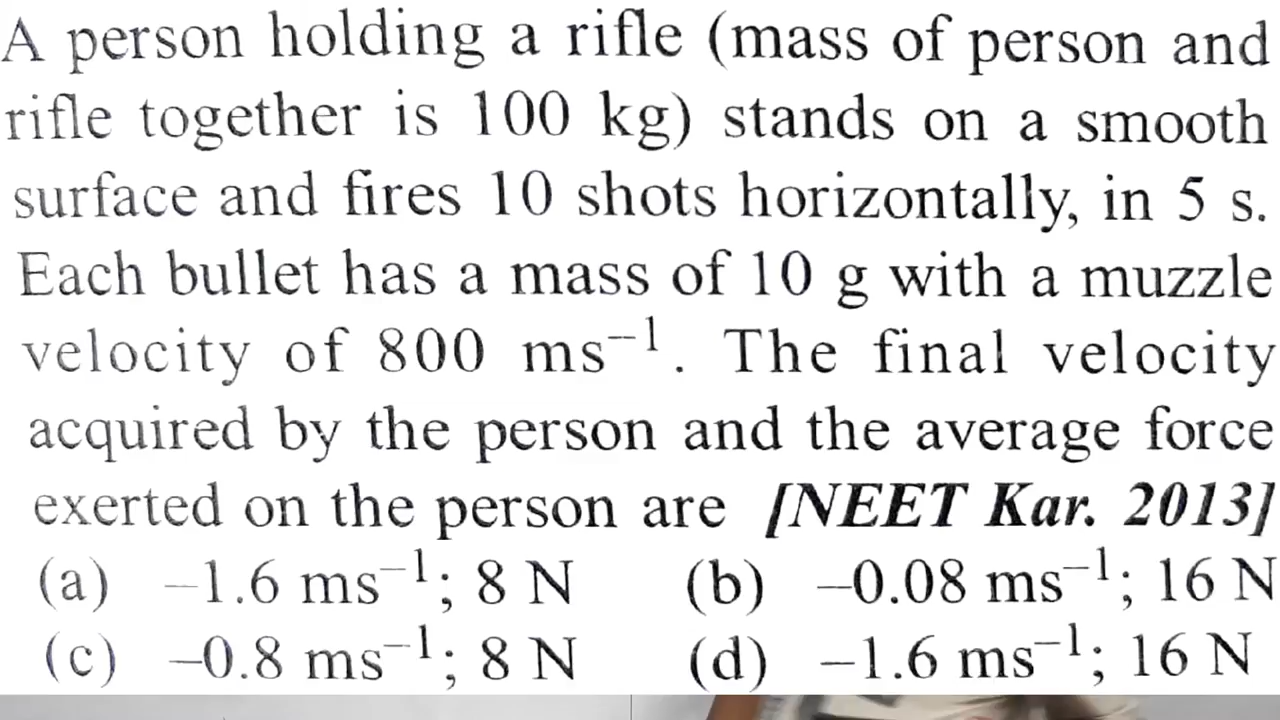 A person holding a rifle (mass of person and
rifle together is 100 kg) stands on a smooth
surface and fires 10 shots horizontally, in 5 s.
Each bullet has a mass of 10 g with a muzzle
velocity of 800 ms⁻¹. The final velocity
acquired by the person and the average force
exerted on the person are [NEET Kar. 2013]
(a) –1.6 ms⁻¹; 8 N (b) –0.08 ms⁻¹; 16 N
(c) –0.8 ms⁻¹; 8 N (d) –1.6 ms⁻¹; 16 N